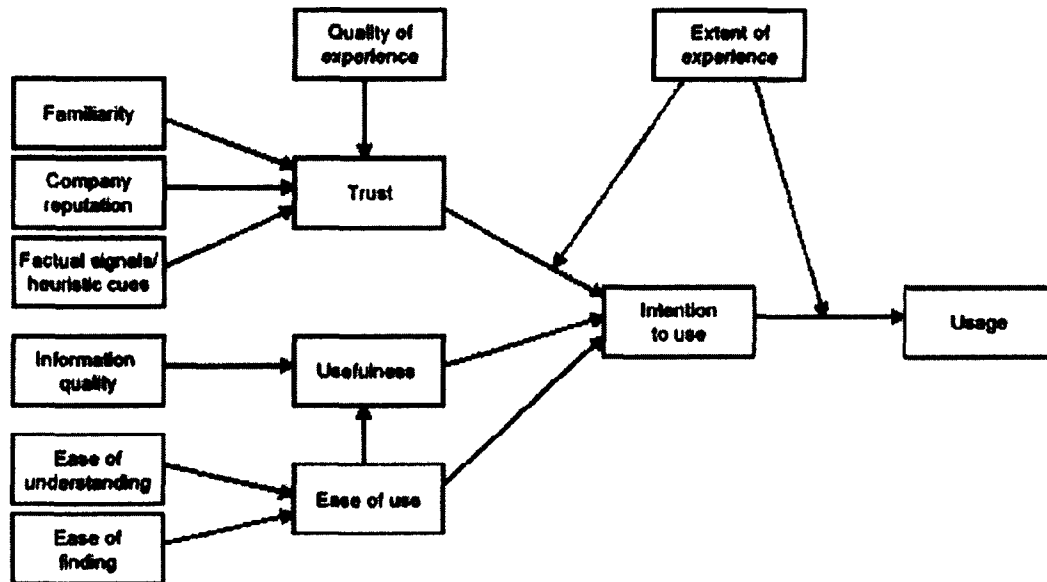 Quality of
experience
Extent of
experience
Familiarity
Company
reputation
Trust
Factual signals/
heuristic cues
Intention
to use
Usage
Information
quality
Usefulness
Ease of
understanding
Ease of use
Ease of
finding